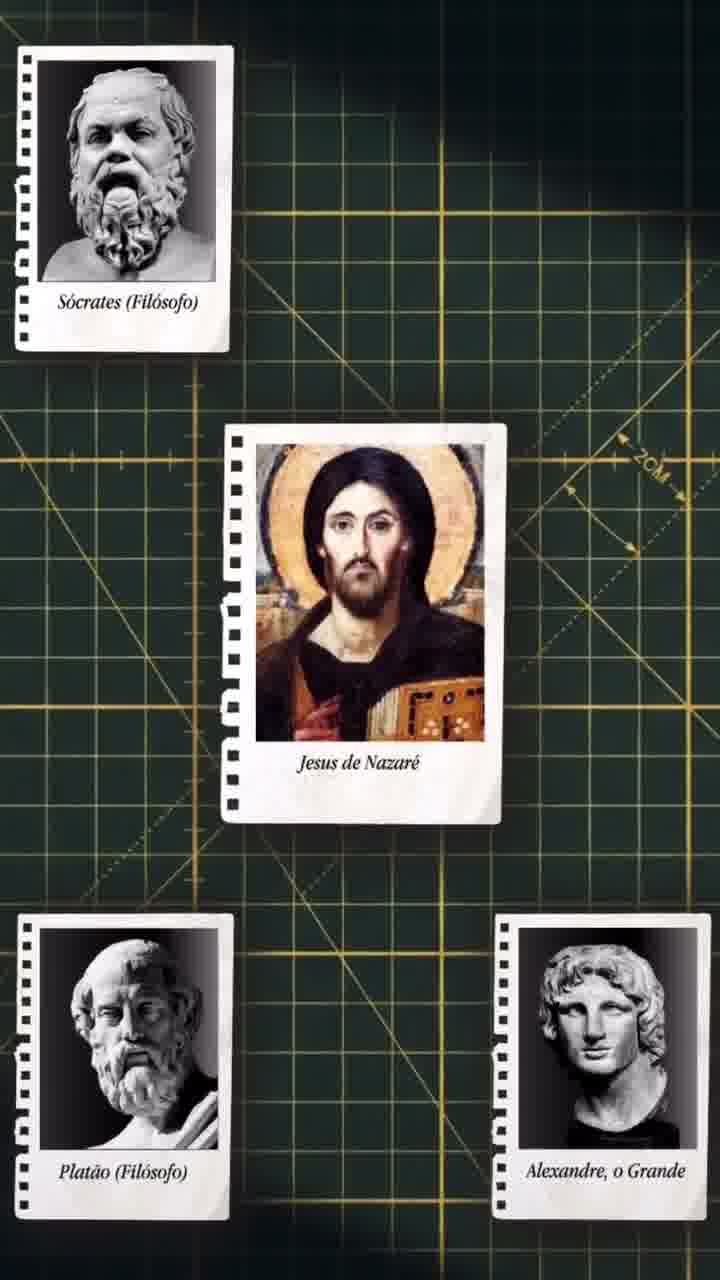 Sócrates (Filósofo)
2CM
Jesus de Nazaré
Platão (Filósofo)
Alexandre, o Grande